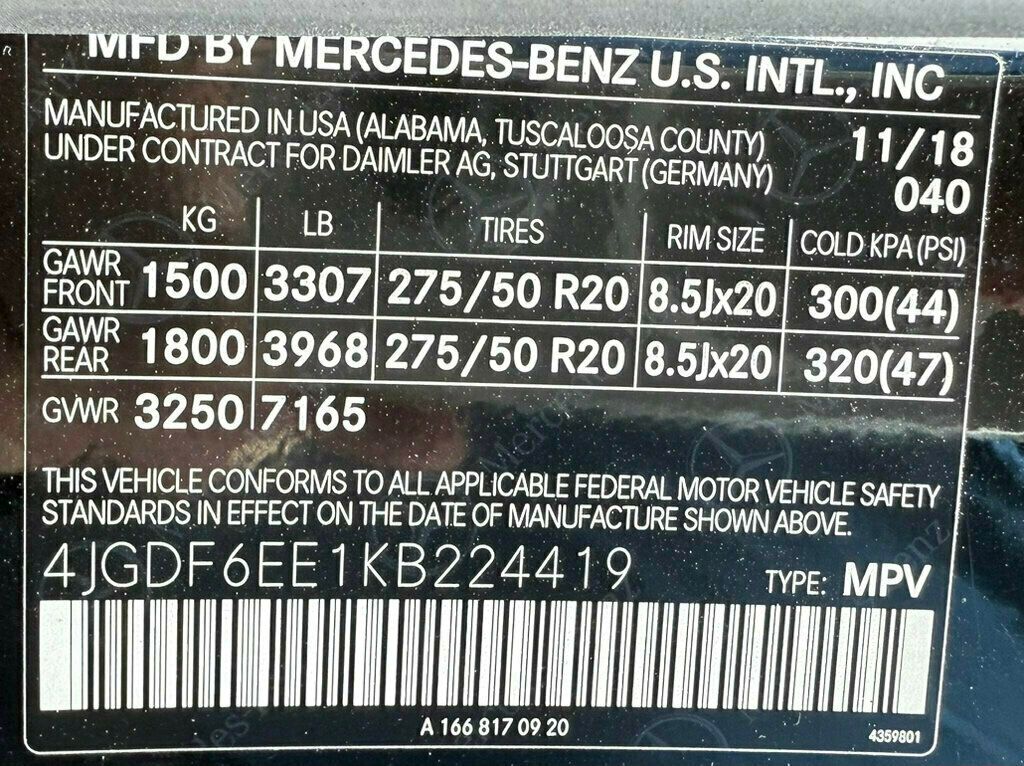 MFD BY MERCEDES-BENZ U.S. INTL., INC
MANUFACTURED IN USA (ALABAMA, TUSCALOOSA COUNTY) 11/18
UNDER CONTRACT FOR DAIMLER AG, STUTTGART (GERMANY) 040
KG LB TIRES RIM SIZE COLD KPA (PSI)
GAWR FRONT 1500 3307 275/50 R20 8.5Jx20 300(44)
GAWR REAR 1800 3968 275/50 R20 8.5Jx20 320(47)
GVWR 3250 7165
THIS VEHICLE CONFORMS TO ALL APPLICABLE FEDERAL MOTOR VEHICLE SAFETY
STANDARDS IN EFFECT ON THE DATE OF MANUFACTURE SHOWN ABOVE.
4JGDF6EE1KB224419 TYPE: MPV
A 166 817 09 20
4359801